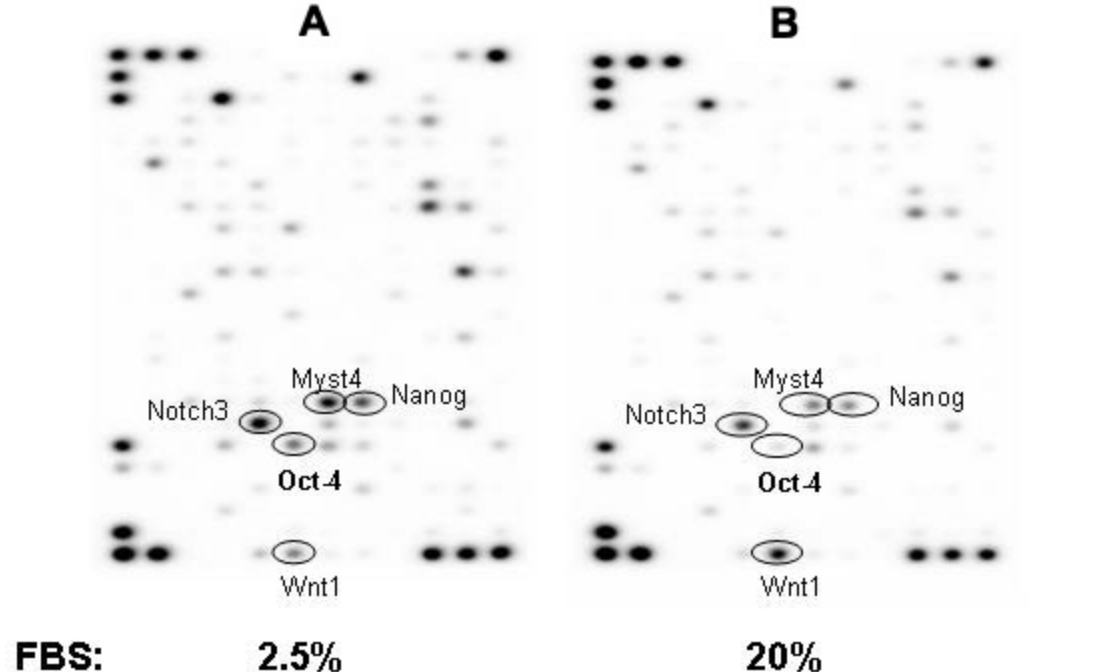 A B
Myst4 Nanog Myst4 Nanog
Notch3 Notch3
Oct-4 Oct-4
Wnt1 Wnt1
FBS: 2.5% 20%